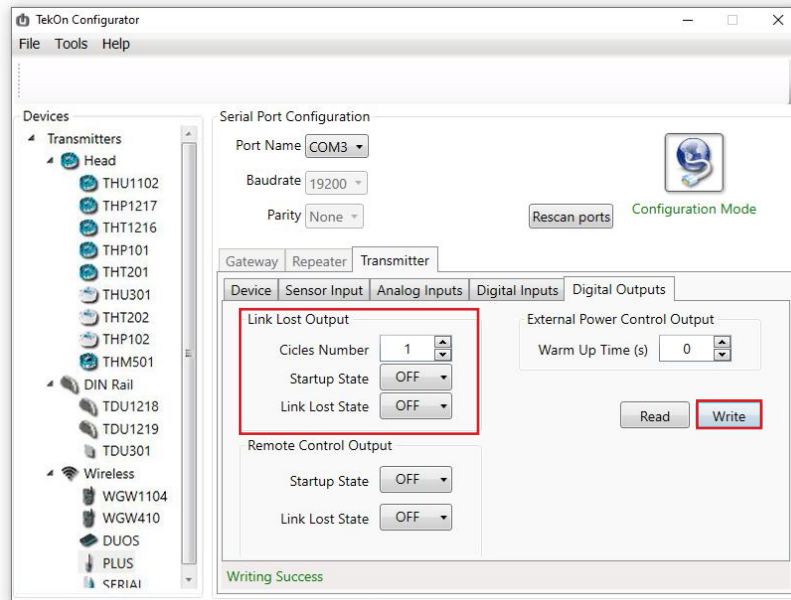 TekOn Configurator
File Tools Help
Devices
Transmitters
Head
THU1102
THP1217
THT1216
THP101
THT201
THU301
THT202
THP102
THM501
DIN Rail
TDU1218
TDU1219
TDU301
Wireless
WGW1104
WGW410
DUOS
PLUS
SERIAL
Serial Port Configuration
Port Name COM3
Baudrate 19200
Parity None
Rescan ports
Configuration Mode
Gateway Repeater Transmitter
Device Sensor Input Analog Inputs Digital Inputs Digital Outputs
Link Lost Output
Cicles Number 1
Startup State OFF
Link Lost State OFF
External Power Control Output
Warm Up Time (s) 0
Read Write
Remote Control Output
Startup State OFF
Link Lost State OFF
Writing Success